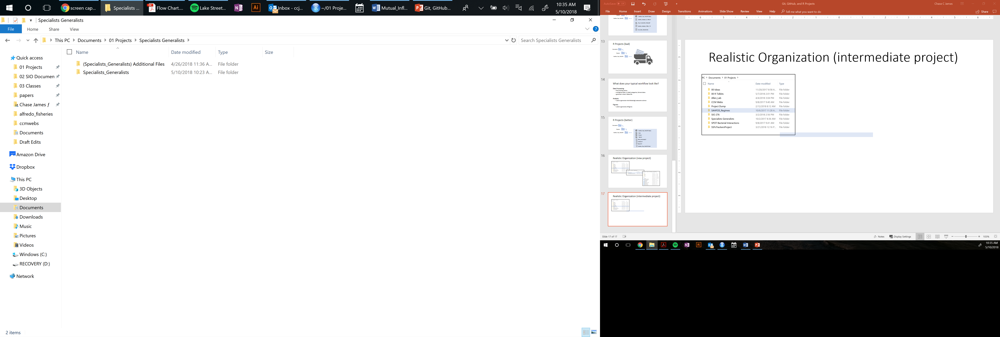 screen cap...
Specialists ...
Flow Chart....
Lake Street...
Inbox - ccj...
~/01 Proje...
Mutual_Infl...
Git, GitHub...
10:35 AM
5/10/2018
Specialists Generalists
File Home Share View
This PC > Documents > 01 Projects > Specialists Generalists >
Search Specialists Generalists
Name Date modified Type Size
(Specialists_Generalists) Additional Files 4/26/2018 11:36 A... File folder
Specialists_Generalists 5/10/2018 10:23 A... File folder
Quick access
01 Projects
02 SIO Documen
03 Classes
papers
Chase James ƒ
alfredo_fisheries
ccmwebs
Documents
Draft Edits
Amazon Drive
Dropbox
This PC
3D Objects
Desktop
Documents
Downloads
Music
Pictures
Videos
Windows (C:)
RECOVERY (D:)
Network
2 items
AutoSave Off Git, GitHub, and R Projects Chase C James
File Home Insert Draw Design Transitions Animations Slide Show Review View Help Tell me what you want to do Share
13
R Projects (bad)
14
What does your typical workflow look like?
Data Processing:
Analysis:
Figures:
15
R Projects (better)
16
Realistic Organization (new project)
17
Realistic Organization (intermediate project)
Realistic Organization (intermediate project)
PC > Documents > 01 Projects >
Name Date modified Type
00 Ideas 11/20/2017 8:58 A... File folder
00 R Tidbits 5/7/2018 2:01 PM File folder
Allen_Lab 4/4/2018 3:04 PM File folder
CCM Webs 9/8/2017 9:40 AM File folder
Project Dump 2/12/2018 8:12 AM File folder
SAHFOS_Regimes 10/6/2017 11:28 A... File folder
SIO 276 3/2/2018 2:56 PM File folder
Specialists Generalists 10/2/2017 8:36 AM File folder
SPOT Bacterial Interactions 9/8/2017 9:41 AM File folder
SSFsTrackersProject 3/21/2018 12:16 P... File folder
Slide 17 of 17
Notes Display Settings 103%
10:35 AM
5/10/2018